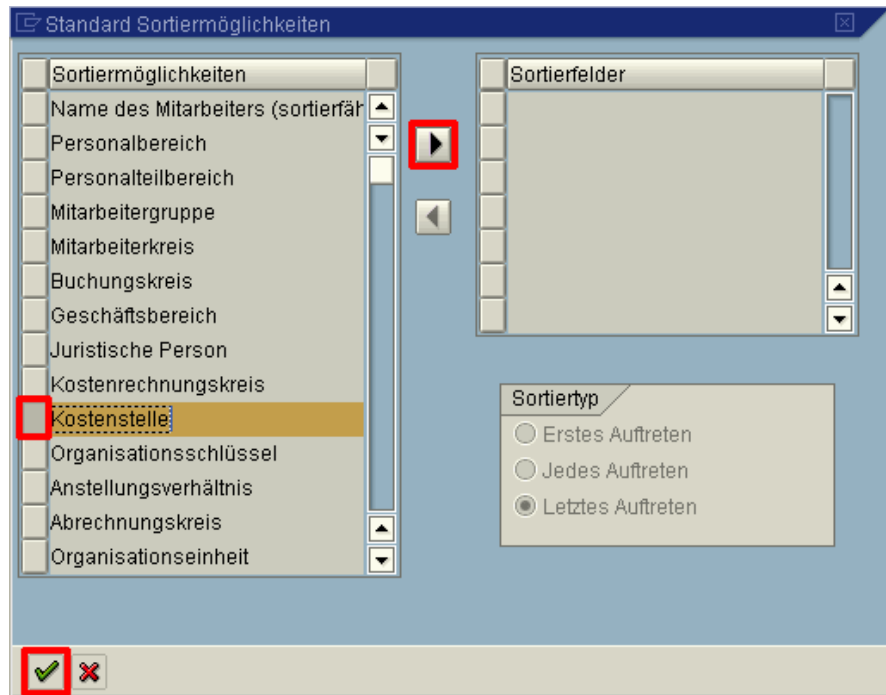 Standard Sortiermöglichkeiten
Sortiermöglichkeiten
Name des Mitarbeiters (sortierfäh
Personalbereich
Personalteilbereich
Mitarbeitergruppe
Mitarbeiterkreis
Buchungskreis
Geschäftsbereich
Juristische Person
Kostenrechnungskreis
Kostenstelle
Organisationsschlüssel
Anstellungsverhältnis
Abrechnungskreis
Organisationseinheit
Sortierfelder
Sortiertyp
Erstes Auftreten
Jedes Auftreten
Letztes Auftreten